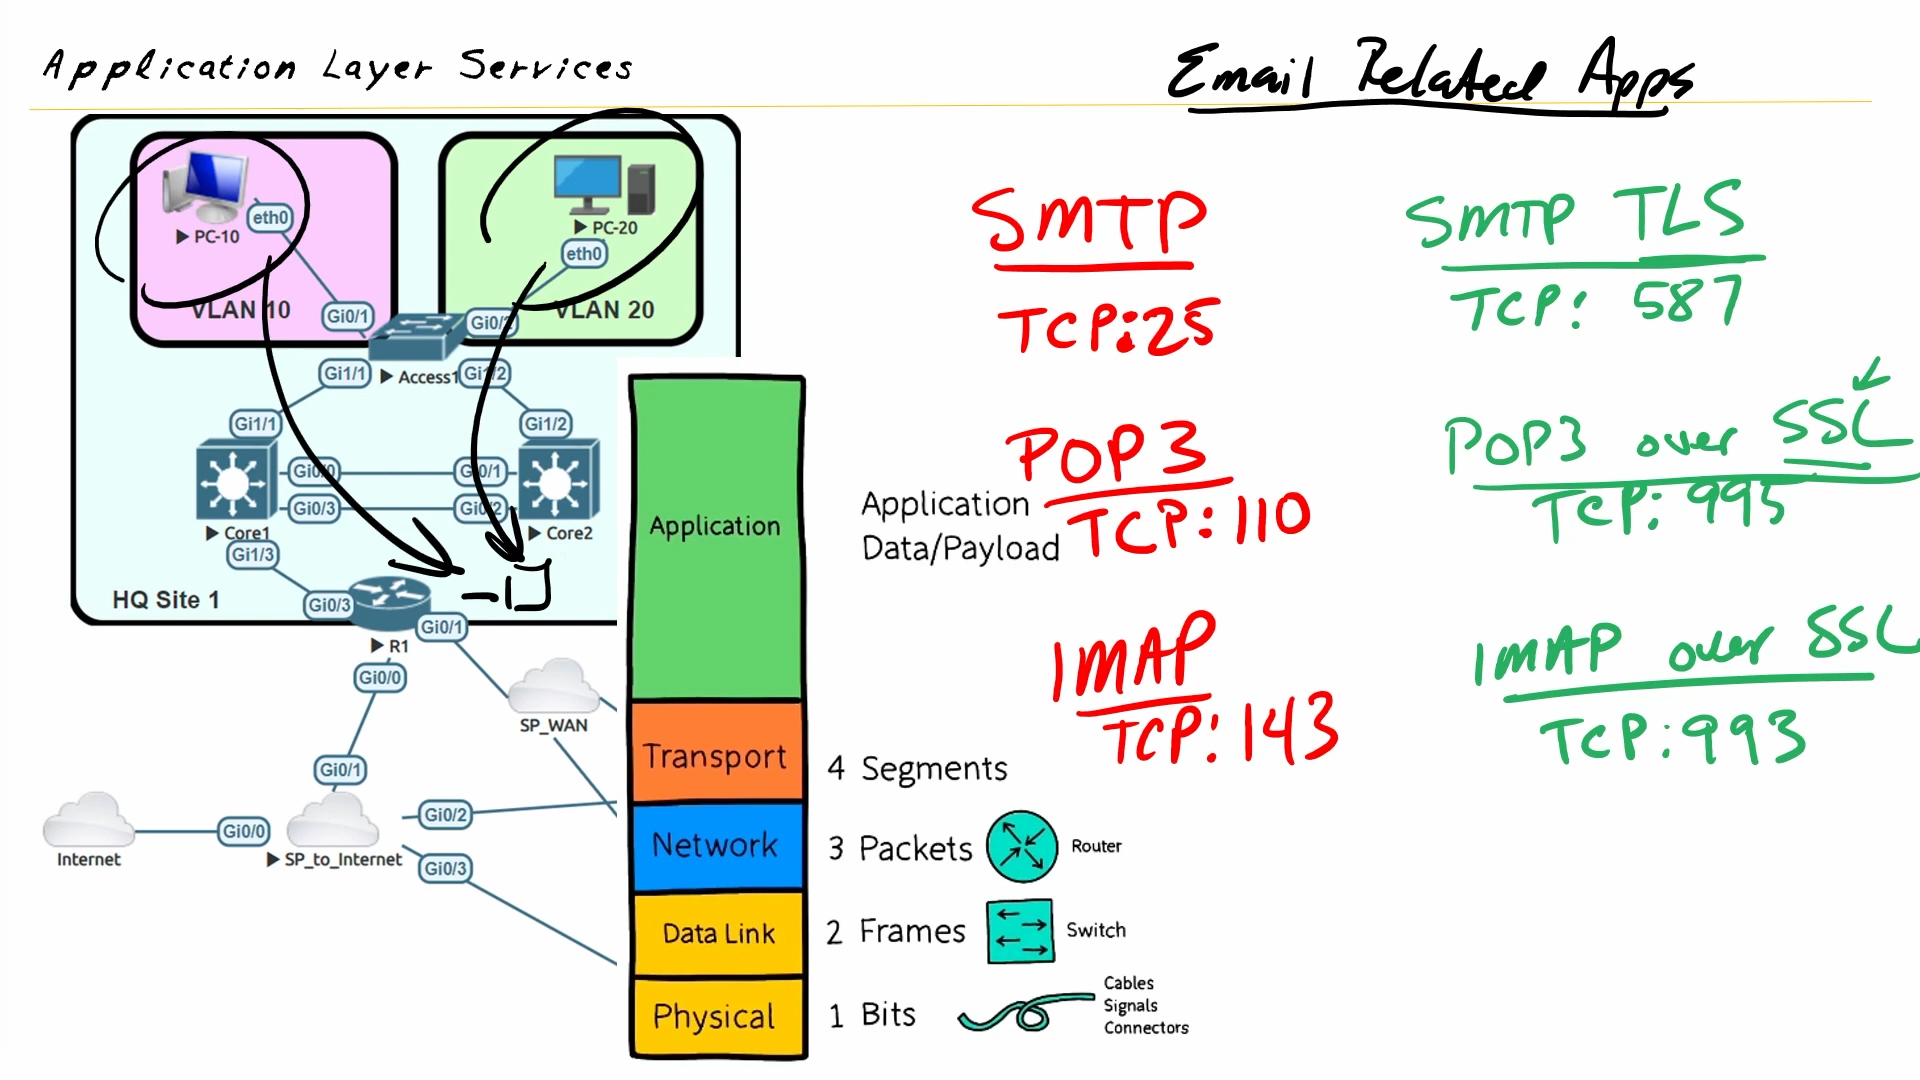 Application Layer Services
Email Related Apps
PC-10
eth0
VLAN 10
Gi0/1
PC-20
eth0
VLAN 20
Gi0/2
Access1
Gi1/1
Gi1/2
Gi1/1
Gi1/2
Gi0/0
Gi0/1
Gi0/3
Gi0/2
Core1
Core2
Gi1/3
HQ Site 1
Gi0/3
R1
Gi0/1
Gi0/0
SP_WAN
Gi0/1
Internet
Gi0/0
SP_to_Internet
Gi0/2
Gi0/3
Application
Application
Data/Payload
Transport
4 Segments
Network
3 Packets
Router
Data Link
2 Frames
Switch
Physical
1 Bits
Cables
Signals
Connectors
SMTP
TCP:25
SMTP TLS
TCP: 587
POP3
TCP:110
POP3 over SSL
TCP: 995
IMAP
TCP:143
IMAP over SSL
TCP:993